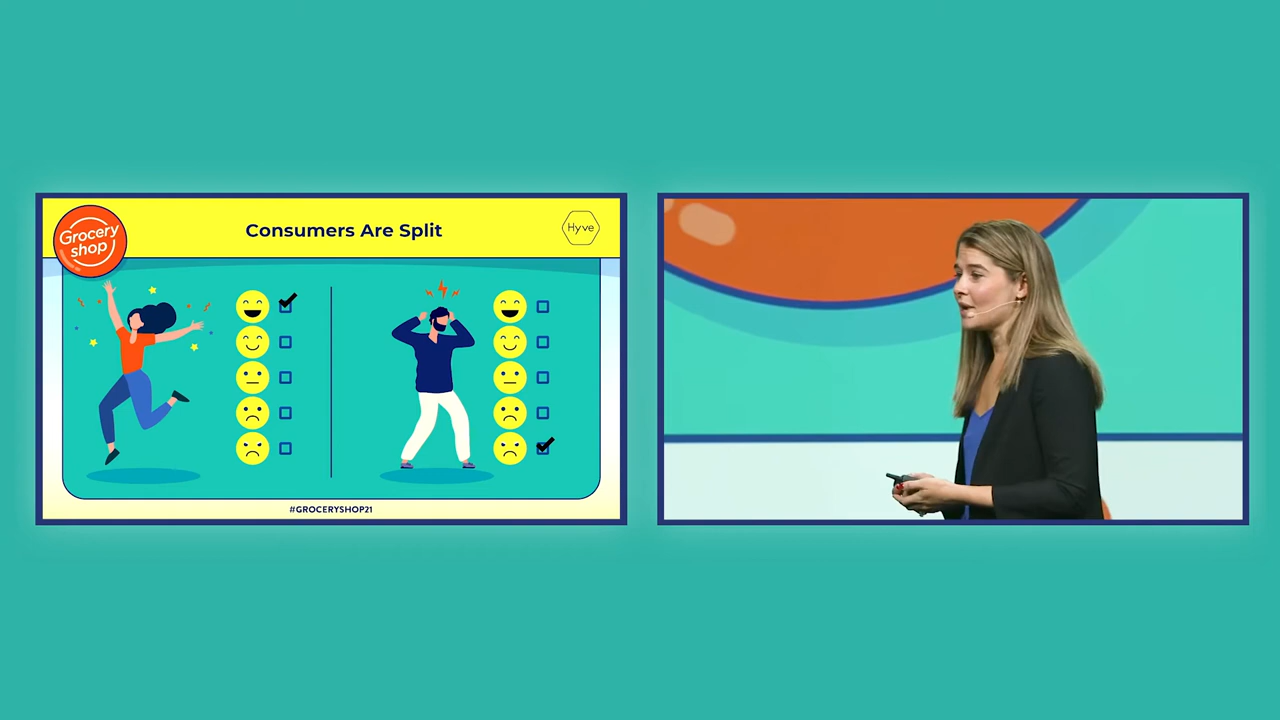 Grocery
shop
Consumers Are Split
Hyve
#GROCERYSHOP21